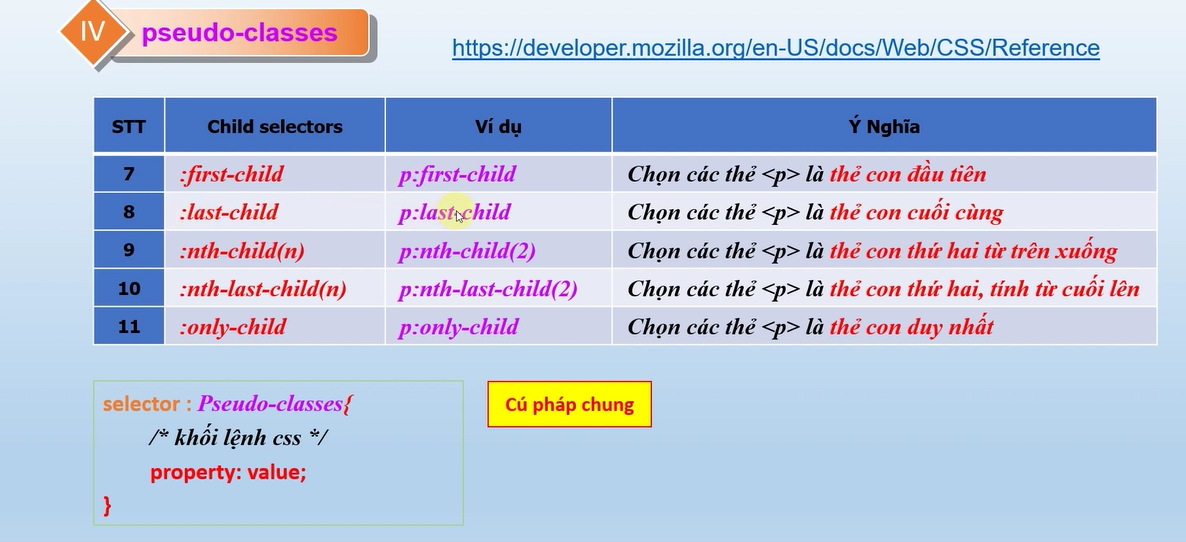 IV
pseudo-classes
https://developer.mozilla.org/en-US/docs/Web/CSS/Reference
STT Child selectors Ví dụ Ý Nghĩa
7 :first-child p:first-child Chọn các thẻ <p> là thẻ con đầu tiên
8 :last-child p:last-child Chọn các thẻ <p> là thẻ con cuối cùng
9 :nth-child(n) p:nth-child(2) Chọn các thẻ <p> là thẻ con thứ hai từ trên xuống
10 :nth-last-child(n) p:nth-last-child(2) Chọn các thẻ <p> là thẻ con thứ hai, tính từ cuối lên
11 :only-child p:only-child Chọn các thẻ <p> là thẻ con duy nhất
selector : Pseudo-classes{
/* khối lệnh css */
property: value;
}
Cú pháp chung